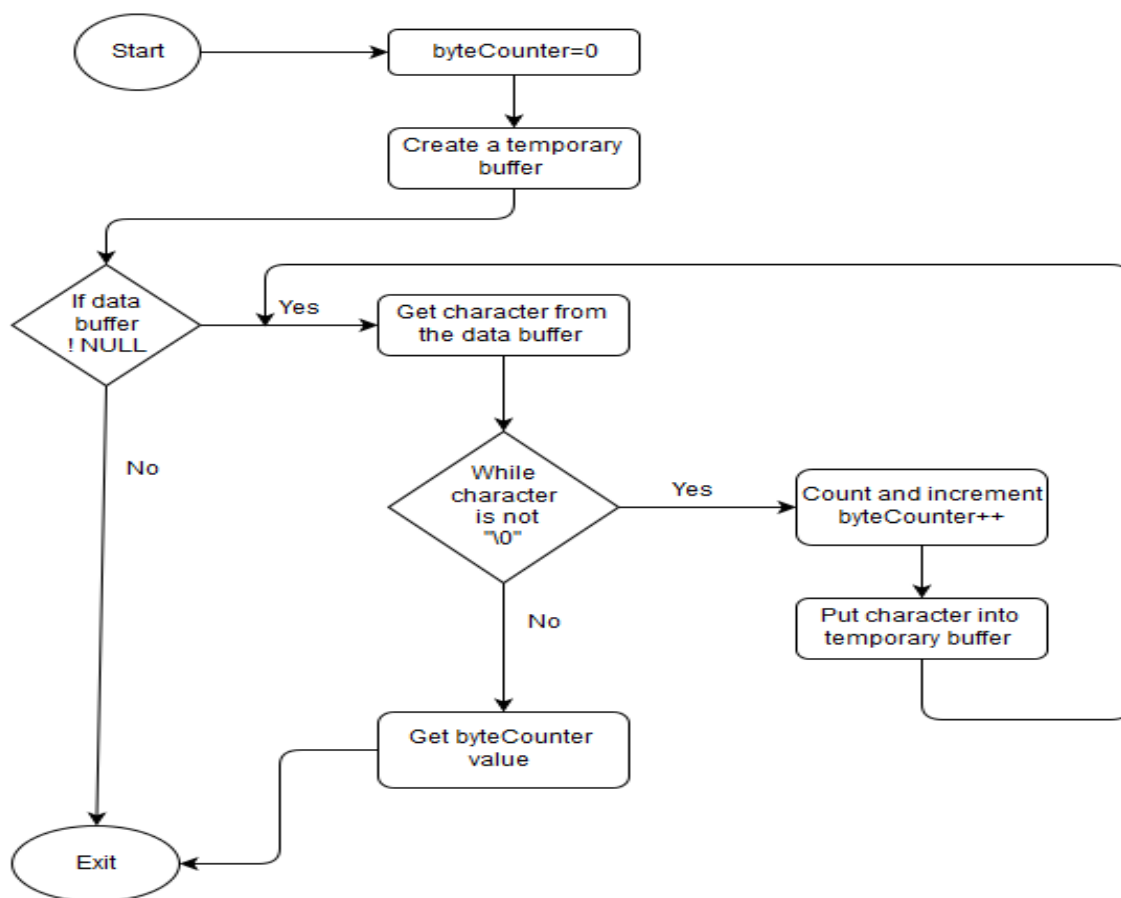 Start
byteCounter=0
Create a temporary
buffer
If data
buffer
! NULL
Yes
Get character from
the data buffer
No
While
character
is not
"\0"
Yes
Count and increment
byteCounter++
Put character into
temporary buffer
No
Get byteCounter
value
Exit